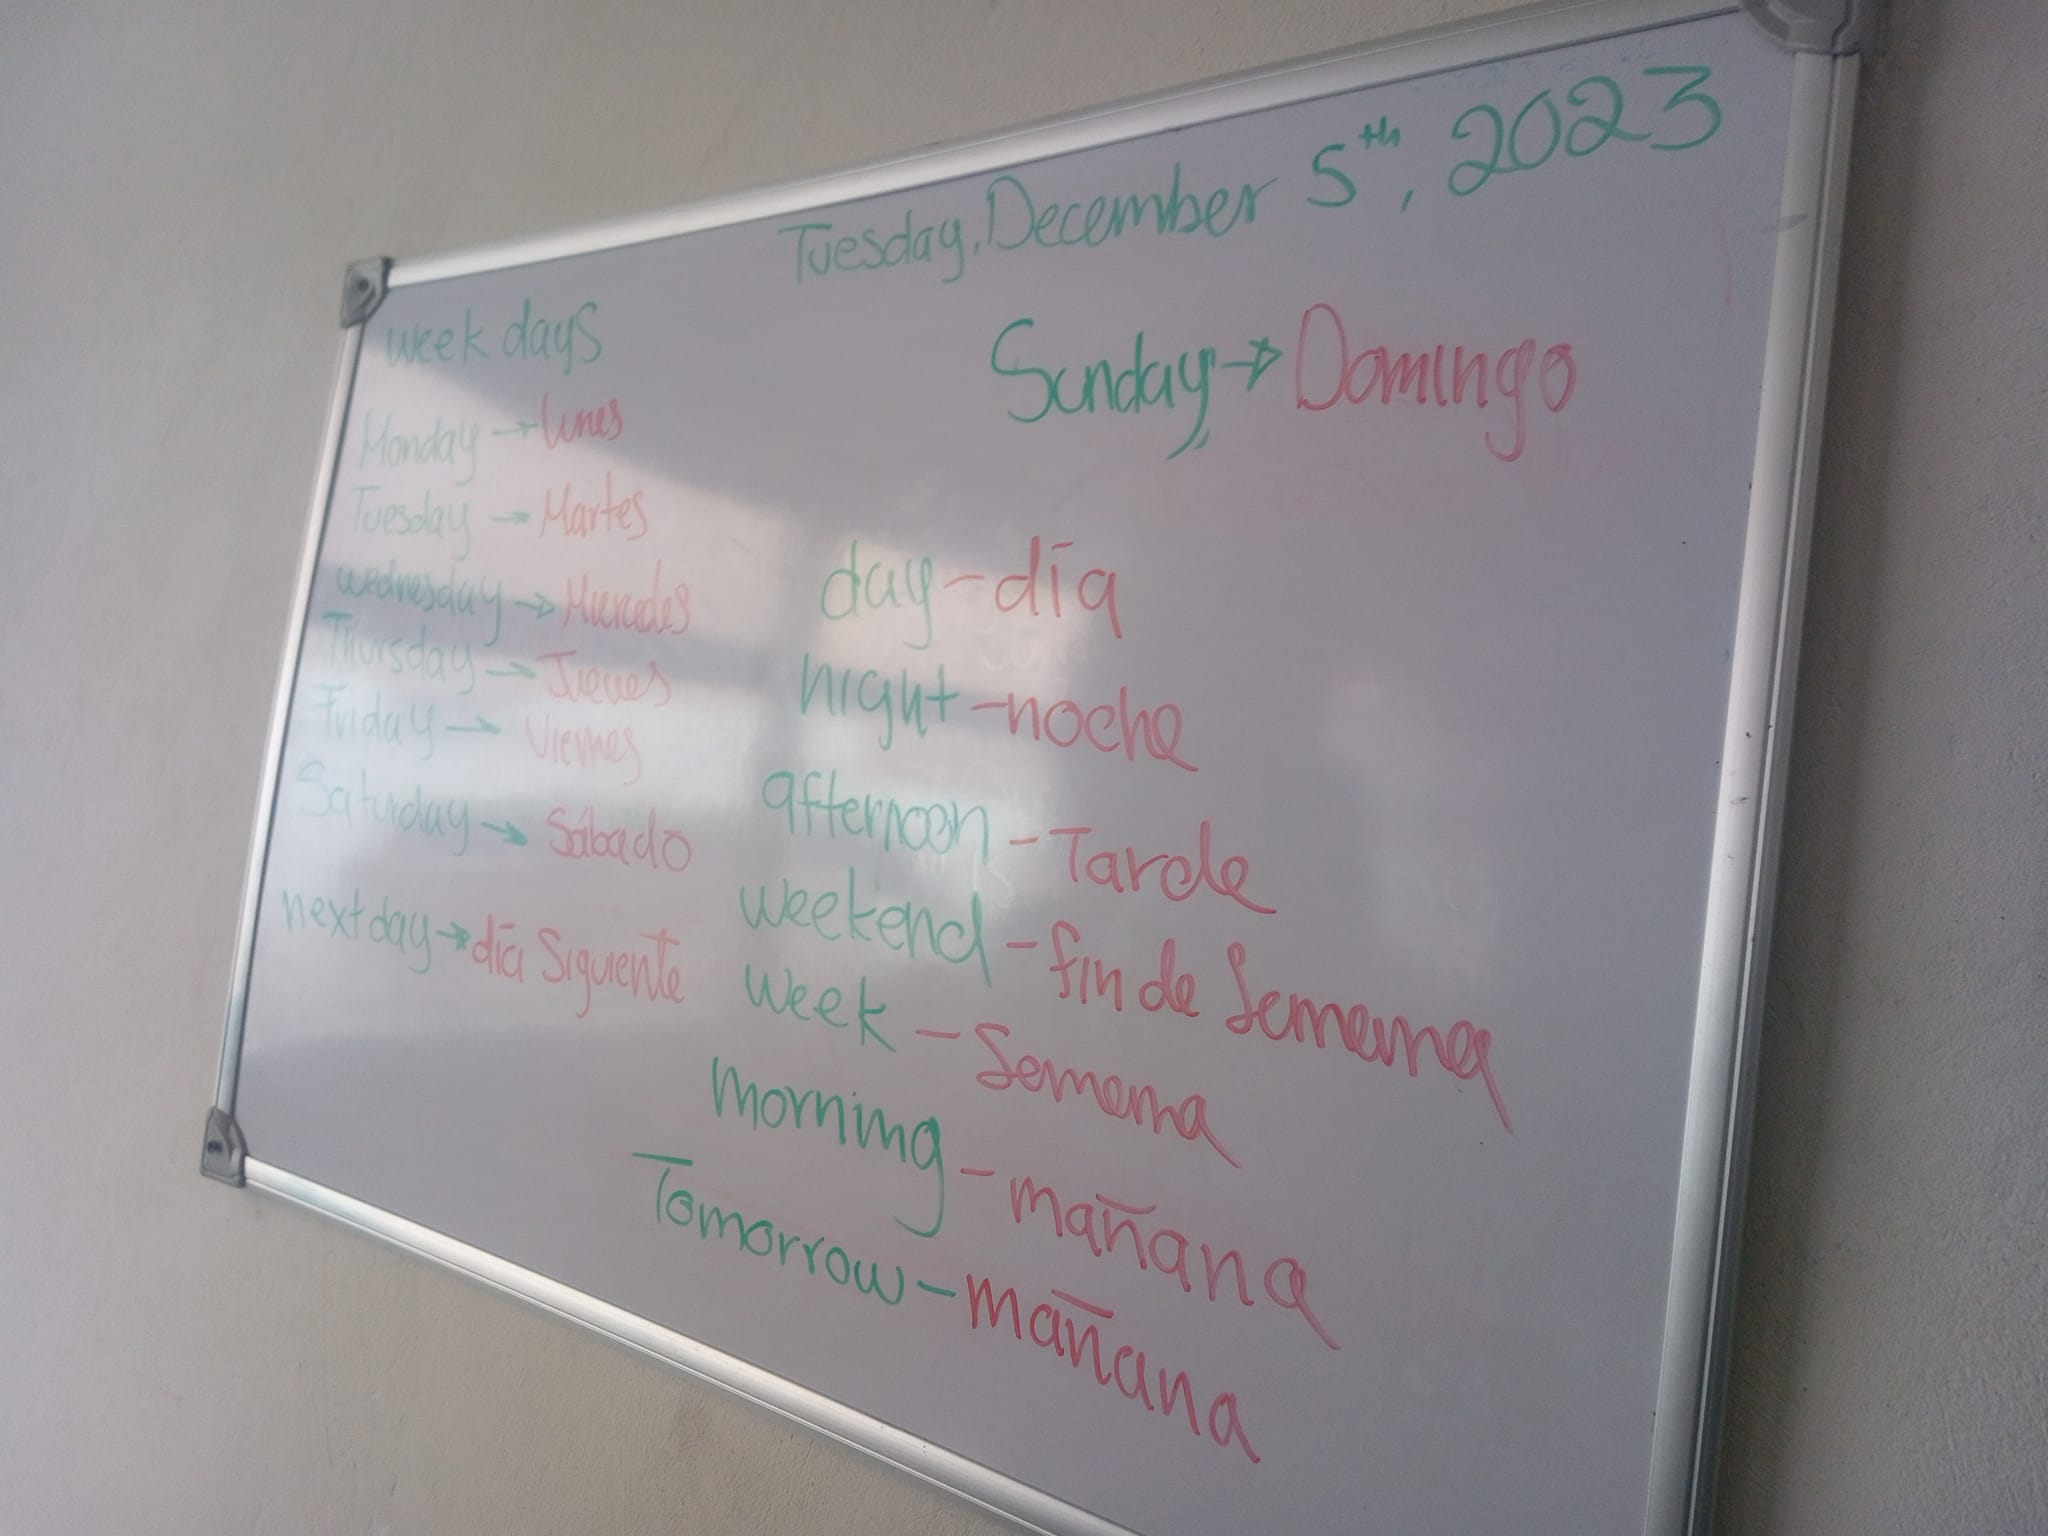 Tuesday, December 5th, 2023
week days
Monday → lunes
Tuesday → Martes
wednesday → Miercoles
Thursday → Jueves
Friday → Viernes
Saturday → Sábado
next day → día Siguiente
Sunday → Domingo
day - día
night - noche
afternoon - Tarde
weekend - fin de Semana
week - Semana
morning - mañana
Tomorrow - mañana